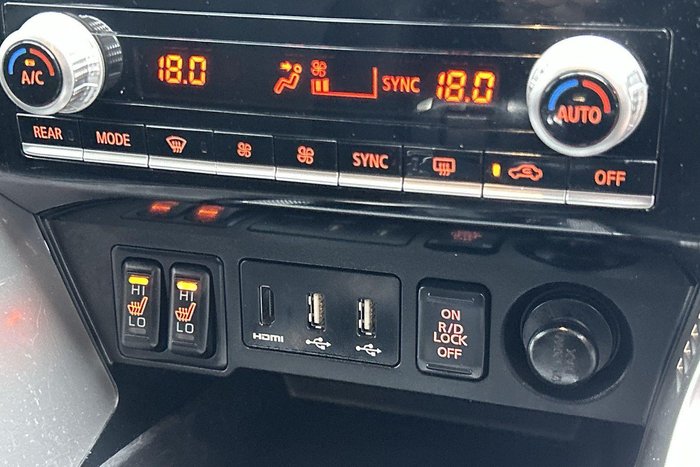 A/C
18.0
SYNC
18.0
AUTO
REAR
MODE
SYNC
OFF
HI
LO
HI
LO
HDMI
ON
R/D
LOCK
OFF